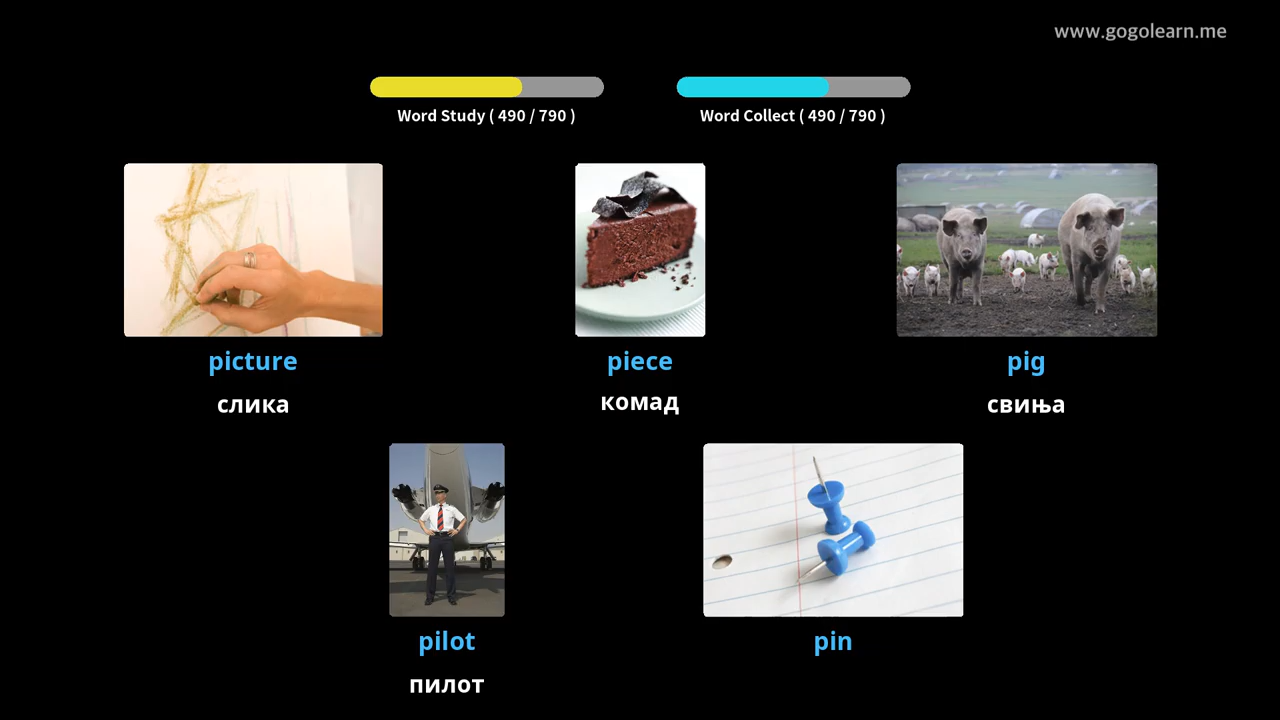 www.gogolearn.me
Word Study ( 490 / 790 )
Word Collect ( 490 / 790 )
picture
слика
piece
комад
pig
свиња
pilot
пилот
pin